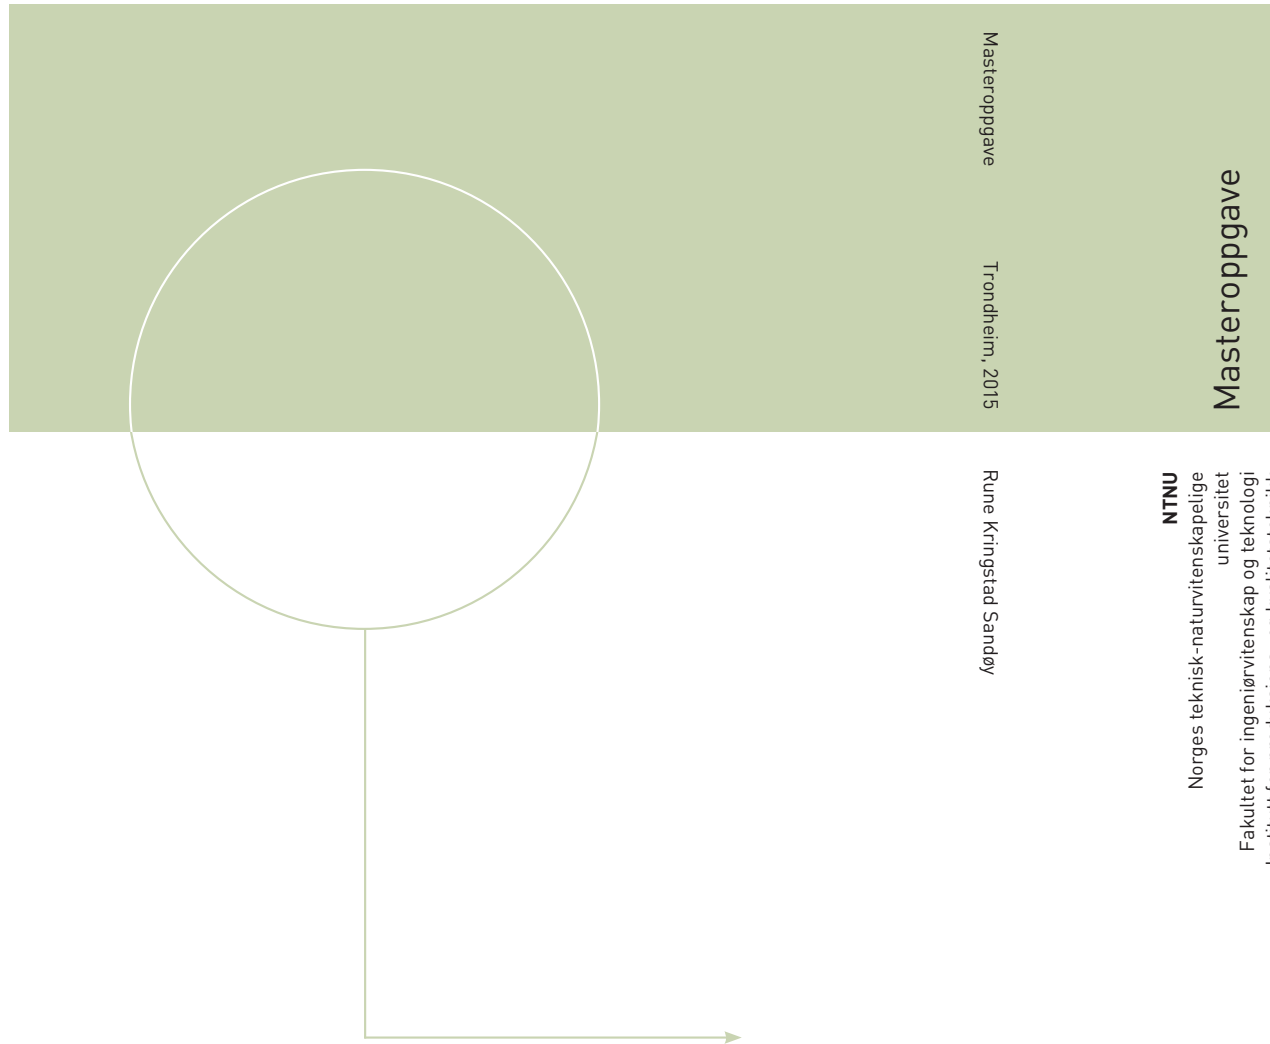 Masteroppgave
Trondheim, 2015
Rune Kringstad Sandøy
Masteroppgave
NTNU
Norges teknisk-naturvitenskapelige
universitet
Fakultet for ingeniørvitenskap og teknologi